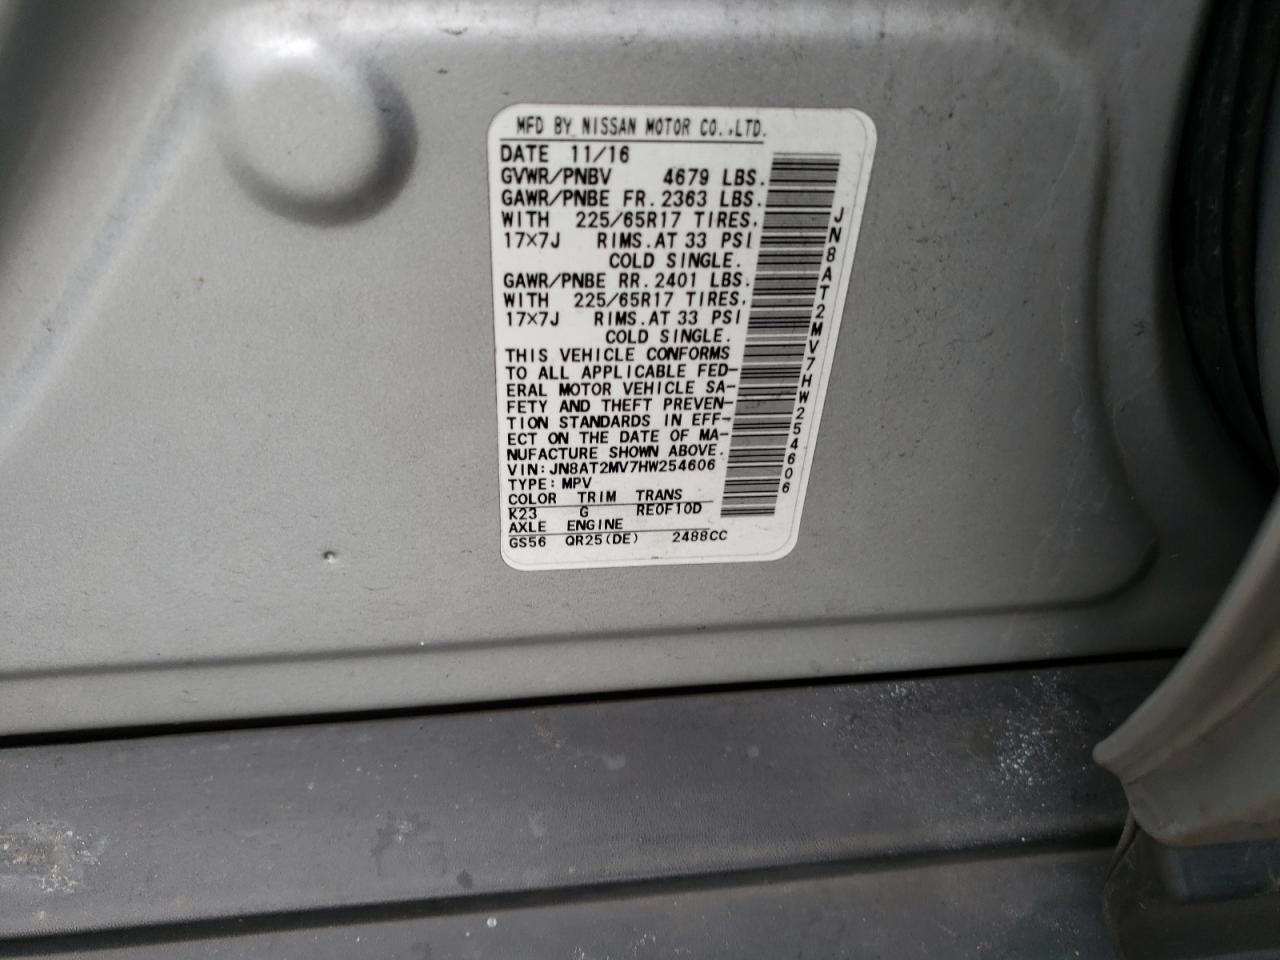 MFD BY NISSAN MOTOR CO.,LTD.
DATE 11/16
GVWR/PNBV 4679 LBS.
GAWR/PNBE FR. 2363 LBS.
WITH 225/65R17 TIRES.
17×7J RIMS. AT 33 PSI
COLD SINGLE.
GAWR/PNBE RR. 2401 LBS.
WITH 225/65R17 TIRES.
17×7J RIMS. AT 33 PSI
COLD SINGLE.
THIS VEHICLE CONFORMS
TO ALL APPLICABLE FED-
ERAL MOTOR VEHICLE SA-
FETY AND THEFT PREVEN-
TION STANDARDS IN EFF-
ECT ON THE DATE OF MA-
NUFACTURE SHOWN ABOVE.
VIN: JN8AT2MV7HW254606
TYPE: MPV
COLOR TRIM TRANS
K23 G RE0F10D
AXLE ENGINE
GS56 QR25(DE) 2488CC
JN8AT2MV7HW254606